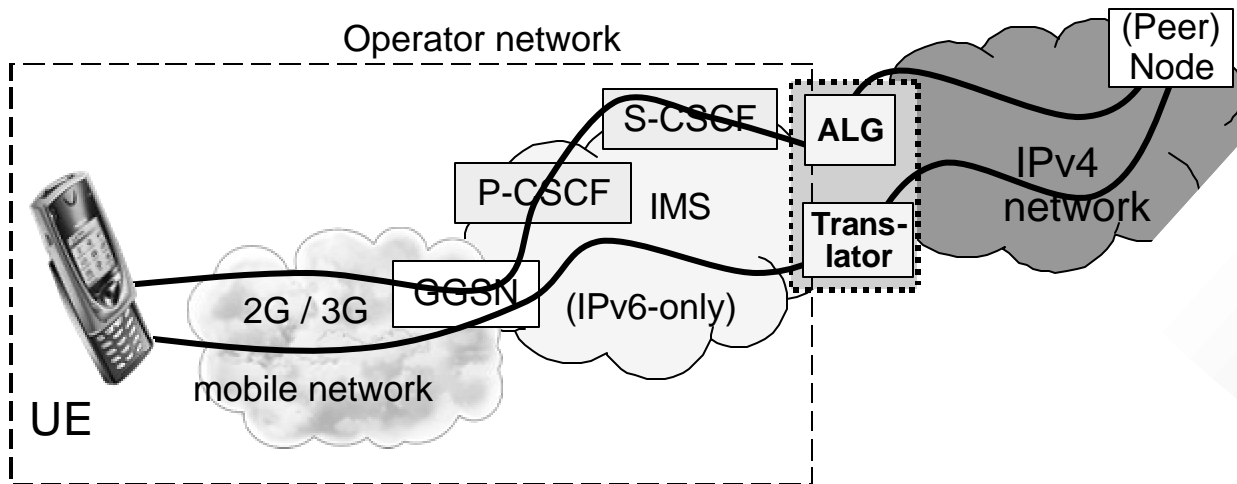 Operator network
(Peer)
Node
S-CSCF
ALG
P-CSCF
IMS
IPv4
network
Trans-
lator
GGSN
2G / 3G
(IPv6-only)
mobile network
UE